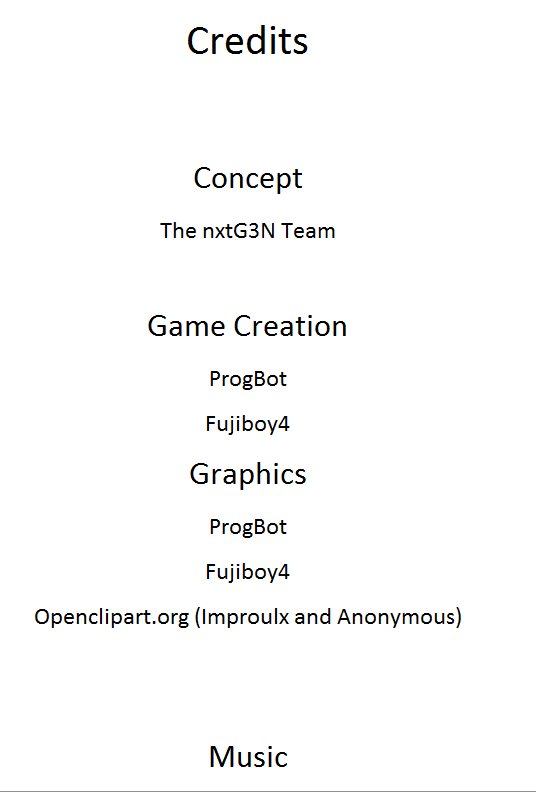 Credits
Concept
The nxtG3N Team
Game Creation
ProgBot
Fujiboy4
Graphics
ProgBot
Fujiboy4
Openclipart.org (Improulx and Anonymous)
Music